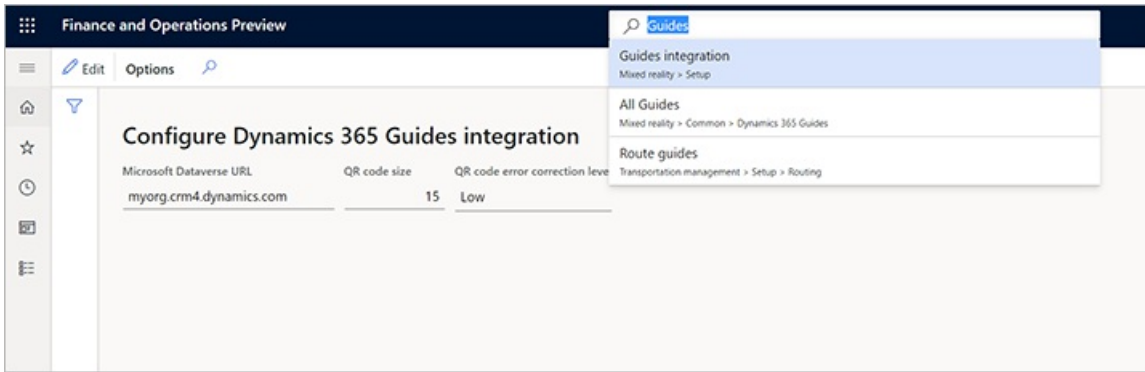 Finance and Operations Preview
Guides
Edit Options
Guides integration
Mixed reality > Setup
All Guides
Mixed reality > Common > Dynamics 365 Guides
Route guides
Transportation management > Setup > Routing
Configure Dynamics 365 Guides integration
Microsoft Dataverse URL QR code size QR code error correction leve
myorg.crm4.dynamics.com 15 Low